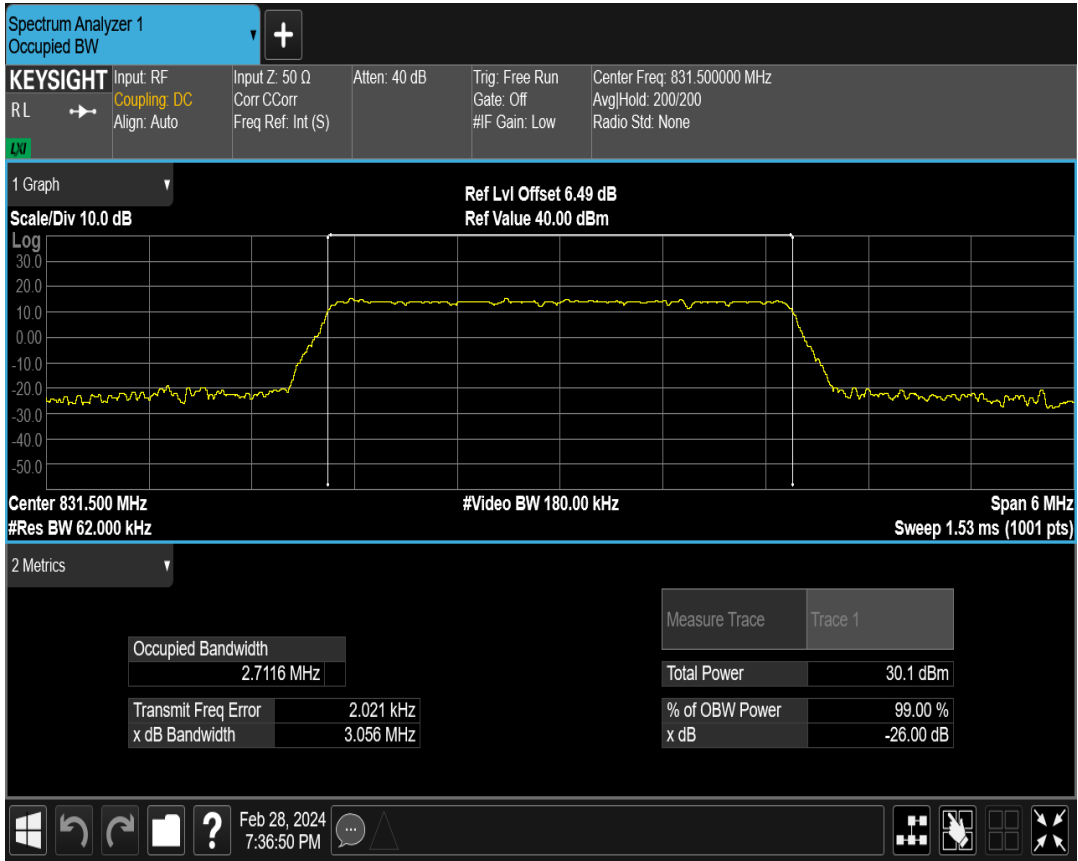 Spectrum Analyzer 1
Occupied BW
+
KEYSIGHT Input: RF Input Z: 50 Ω Atten: 40 dB Trig: Free Run Center Freq: 831.500000 MHz
Coupling: DC Corr CCorr Gate: Off Avg|Hold: 200/200
RL Align: Auto Freq Ref: Int (S) #IF Gain: Low Radio Std: None
LXI
1 Graph
Ref Lvl Offset 6.49 dB
Scale/Div 10.0 dB Ref Value 40.00 dBm
Log
30.0
20.0
10.0
0.00
-10.0
-20.0
-30.0
-40.0
-50.0
Center 831.500 MHz #Video BW 180.00 kHz Span 6 MHz
#Res BW 62.000 kHz Sweep 1.53 ms (1001 pts)
2 Metrics
Measure Trace Trace 1
Occupied Bandwidth
2.7116 MHz Total Power 30.1 dBm
Transmit Freq Error 2.021 kHz % of OBW Power 99.00 %
x dB Bandwidth 3.056 MHz x dB -26.00 dB
? Feb 28, 2024
7:36:50 PM